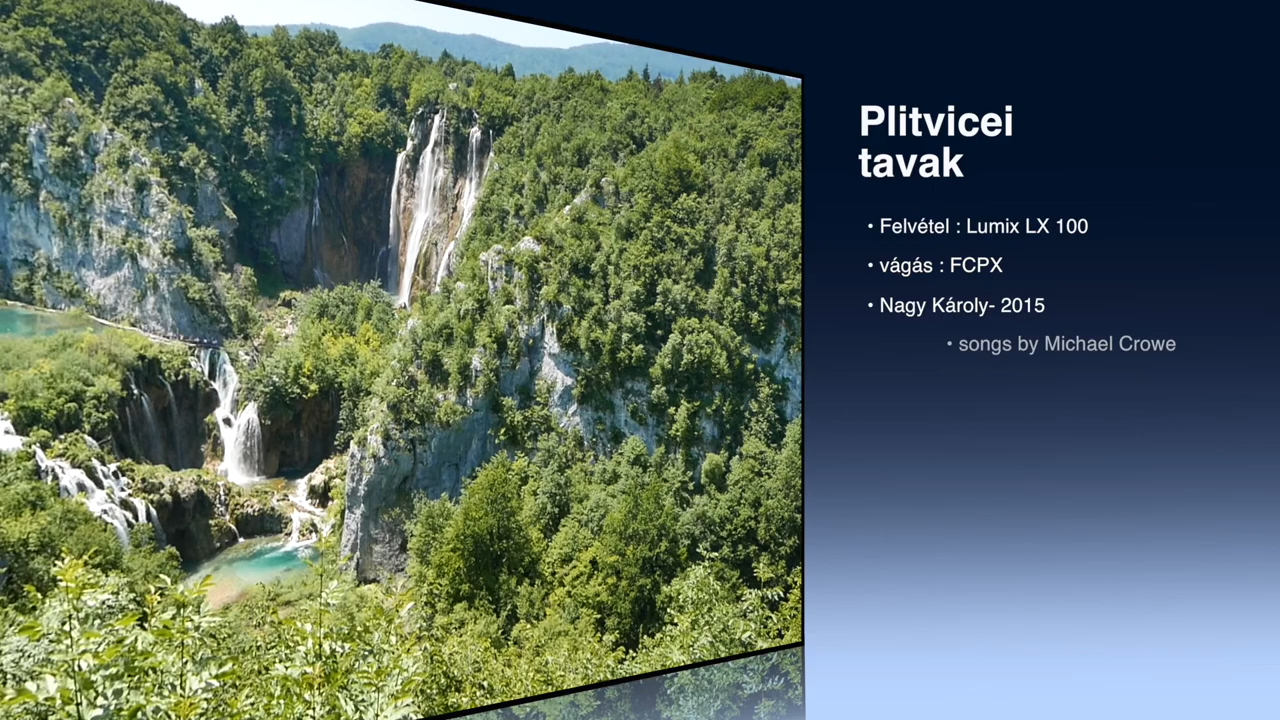 Plitvicei
tavak
• Felvétel : Lumix LX 100
• vágás : FCPX
• Nagy Károly- 2015
• songs by Michael Crowe